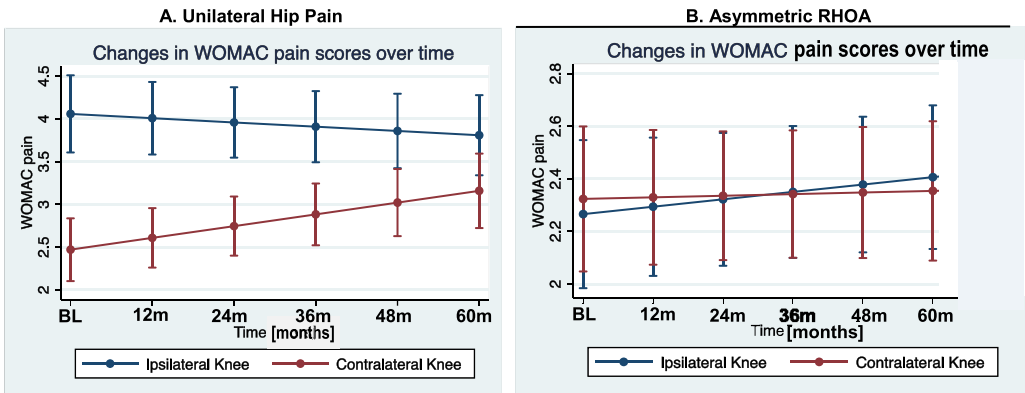 A. Unilateral Hip Pain
Changes in WOMAC pain scores over time
WOMAC pain
4.5
4
3.5
3
2.5
2
BL 12m 24m 36m 48m 60m
Time [months]
Ipsilateral Knee Contralateral Knee
B. Asymmetric RHOA
Changes in WOMAC pain scores over time
WOMAC pain
2.8
2.6
2.4
2.2
2
BL 12m 24m 36m 48m 60m
Time [months]
Ipsilateral Knee Contralateral Knee